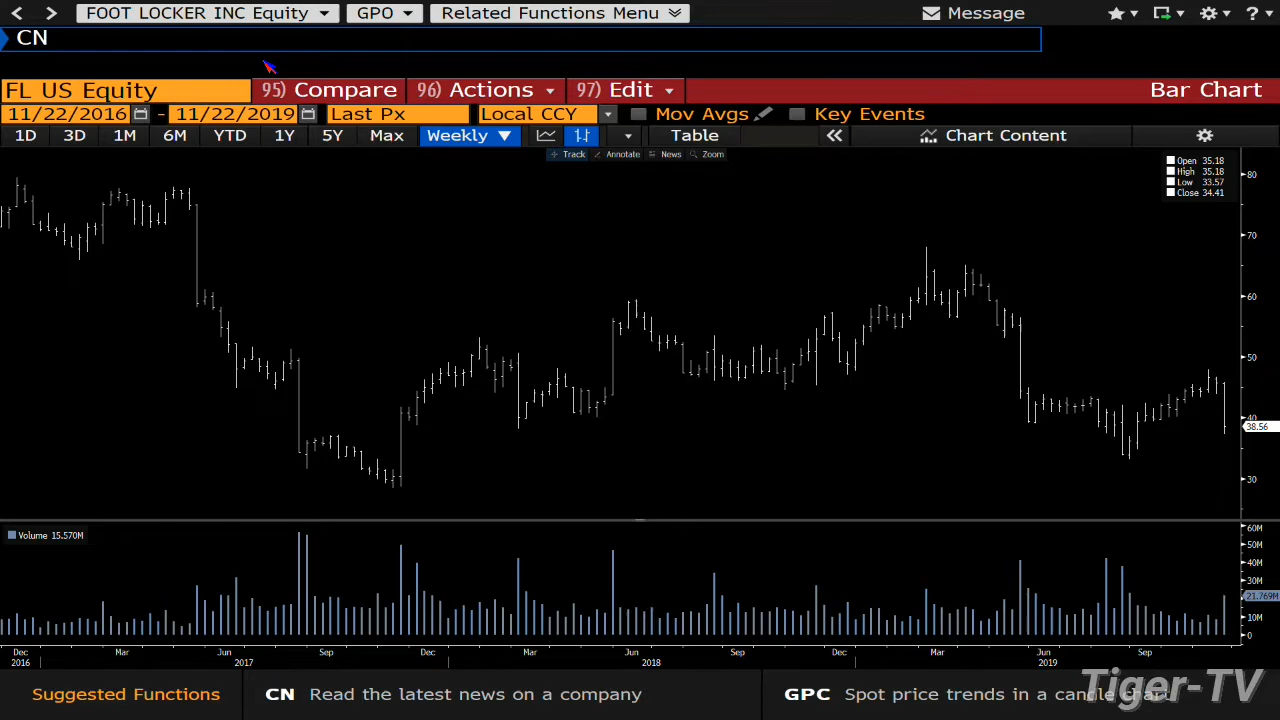 FOOT LOCKER INC Equity GPO Related Functions Menu Message ?
CN
FL US Equity 95) Compare 96) Actions 97) Edit Bar Chart
11/22/2016 - 11/22/2019 Last Px Local CCY Mov Avgs Key Events
1D 3D 1M 6M YTD 1Y 5Y Max Weekly ▼ Table « Chart Content
Track Annotate News Zoom
Open 35.18
High 35.18
Low 33.57
Close 34.41
80
70
60
50
40
38.56
30
Volume 15.570M
60M
50M
40M
30M
21.769M
10M
0
Dec Mar Jun Sep Dec Mar Jun Sep Dec Mar Jun Sep
2016 2017 2018 2019
Suggested Functions CN Read the latest news on a company GPC Spot price trends in a candle chart
Tiger-TV